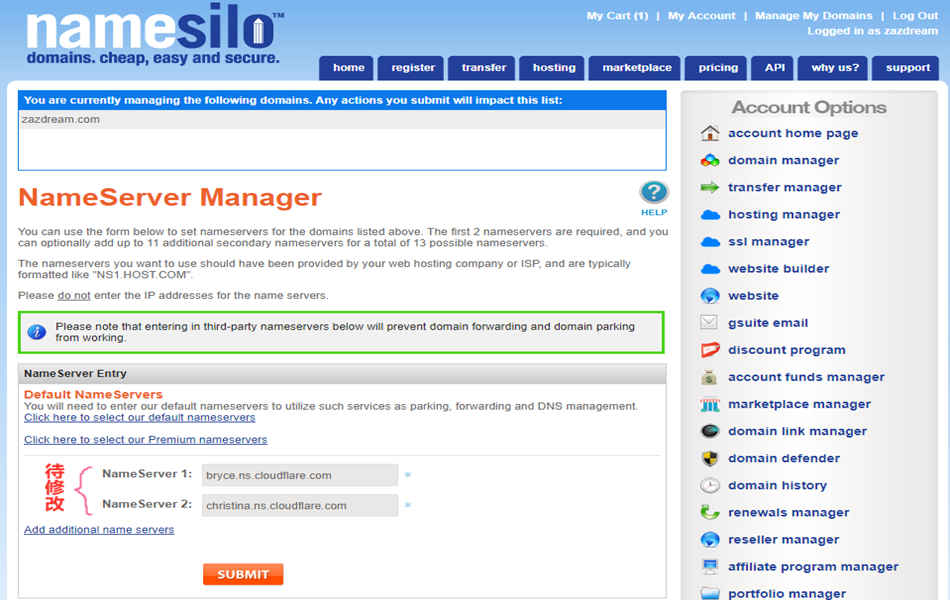 namesilo™
domains. cheap, easy and secure.
My Cart (1) | My Account | Manage My Domains | Log Out
Logged in as zazdream
home register transfer hosting marketplace pricing API why us? support
You are currently managing the following domains. Any actions you submit will impact this list:
zazdream.com
NameServer Manager
?
HELP
You can use the form below to set nameservers for the domains listed above. The first 2 nameservers are required, and you
can optionally add up to 11 additional secondary nameservers for a total of 13 possible nameservers.
The nameservers you want to use should have been provided by your web hosting company or ISP, and are typically
formatted like "NS1.HOST.COM".
Please do not enter the IP addresses for the name servers.
i
Please note that entering in third-party nameservers below will prevent domain forwarding and domain parking
from working.
NameServer Entry
Default NameServers
You will need to enter our default nameservers to utilize such services as parking, forwarding and DNS management.
Click here to select our default nameservers
Click here to select our Premium nameservers
待修改
NameServer 1: bryce.ns.cloudflare.com *
NameServer 2: christina.ns.cloudflare.com *
Add additional name servers
SUBMIT
Account Options
account home page
domain manager
transfer manager
hosting manager
ssl manager
website builder
website
gsuite email
discount program
account funds manager
marketplace manager
domain link manager
domain defender
domain history
renewals manager
reseller manager
affiliate program manager
portfolio manager